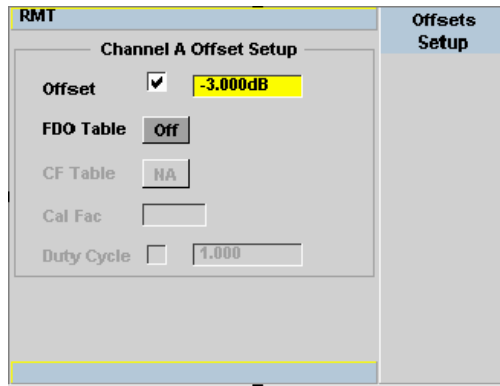 RMT
Offsets
Setup
Channel A Offset Setup
Offset -3.000dB
FDO Table Off
CF Table NA
Cal Fac
Duty Cycle 1.000